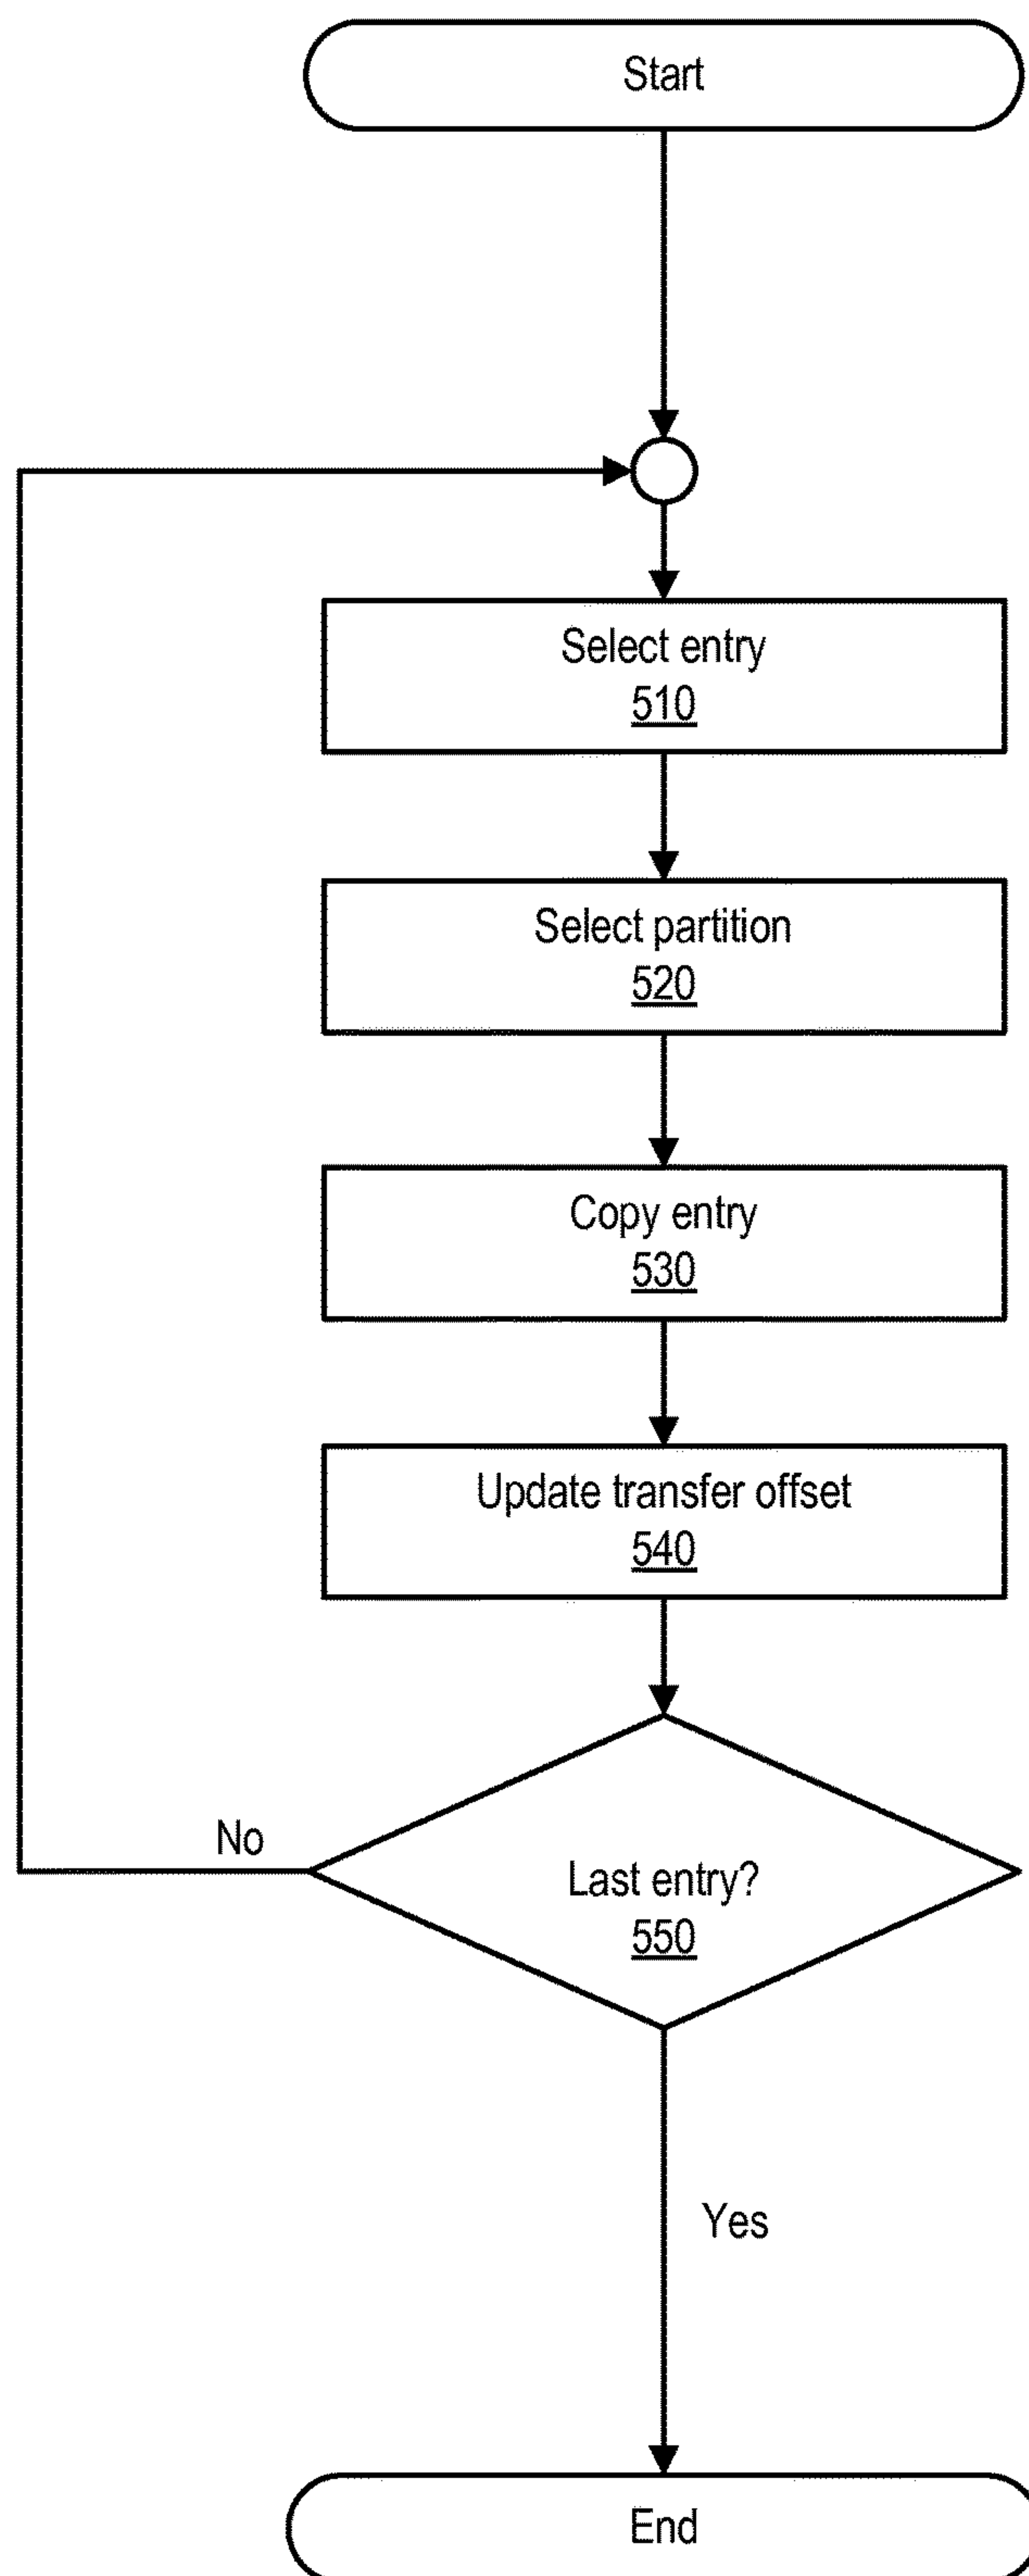 Start
Select entry
510
Select partition
520
Copy entry
530
Update transfer offset
540
No
Last entry?
550
Yes
End